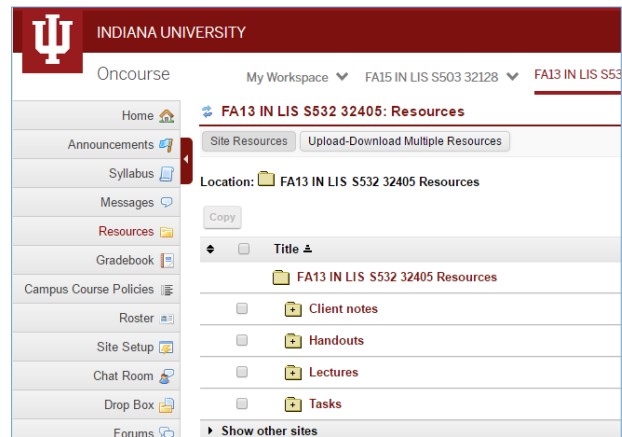 INDIANA UNIVERSITY
Oncourse
My Workspace FA15 IN LIS S503 32128 FA13 IN LIS S53
Home
Announcements
Syllabus
Messages
Resources
Gradebook
Campus Course Policies
Roster
Site Setup
Chat Room
Drop Box
Forums
FA13 IN LIS S532 32405: Resources
Site Resources Upload-Download Multiple Resources
Location: FA13 IN LIS S532 32405 Resources
Copy
Title
FA13 IN LIS S532 32405 Resources
Client notes
Handouts
Lectures
Tasks
Show other sites